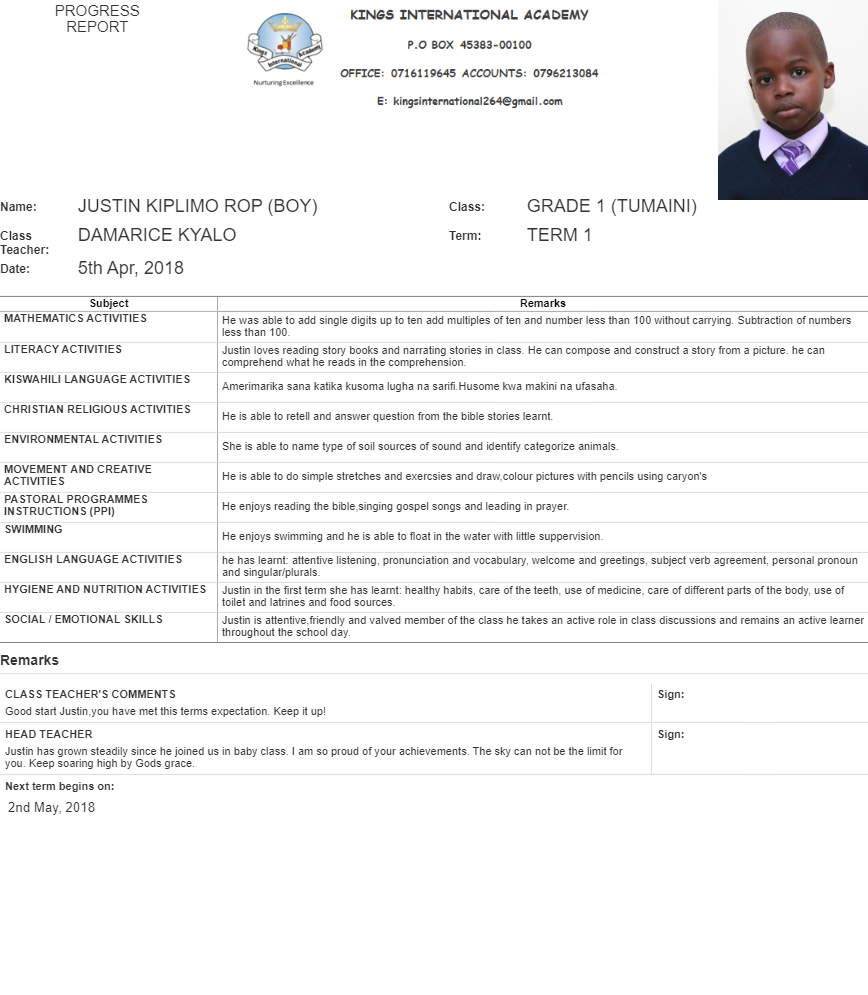 PROGRESS
REPORT
Kings International Academy
Nurturing Excellence
KINGS INTERNATIONAL ACADEMY
P.O BOX 45383-00100
OFFICE: 0716119645 ACCOUNTS: 0796213084
E: kingsinternational264@gmail.com
Name: JUSTIN KIPLIMO ROP (BOY) Class: GRADE 1 (TUMAINI)
Class Teacher: DAMARICE KYALO Term: TERM 1
Date: 5th Apr, 2018
Subject Remarks
MATHEMATICS ACTIVITIES
He was able to add single digits up to ten add multiples of ten and number less than 100 without carrying. Subtraction of numbers
less than 100.
LITERACY ACTIVITIES
Justin loves reading story books and narrating stories in class. He can compose and construct a story from a picture. he can
comprehend what he reads in the comprehension.
KISWAHILI LANGUAGE ACTIVITIES
Amerimarika sana katika kusoma lugha na sarifi.Husome kwa makini na ufasaha.
CHRISTIAN RELIGIOUS ACTIVITIES
He is able to retell and answer question from the bible stories learnt.
ENVIRONMENTAL ACTIVITIES
She is able to name type of soil sources of sound and identify categorize animals.
MOVEMENT AND CREATIVE
ACTIVITIES
He is able to do simple stretches and exercsies and draw,colour pictures with pencils using caryon's
PASTORAL PROGRAMMES
INSTRUCTIONS (PPI)
He enjoys reading the bible,singing gospel songs and leading in prayer.
SWIMMING
He enjoys swimming and he is able to float in the water with little suppervision.
ENGLISH LANGUAGE ACTIVITIES
he has learnt: attentive listening, pronunciation and vocabulary, welcome and greetings, subject verb agreement, personal pronoun
and singular/plurals.
HYGIENE AND NUTRITION ACTIVITIES
Justin in the first term she has learnt: healthy habits, care of the teeth, use of medicine, care of different parts of the body, use of
toilet and latrines and food sources.
SOCIAL / EMOTIONAL SKILLS
Justin is attentive,friendly and valved member of the class he takes an active role in class discussions and remains an active learner
throughout the school day.
Remarks
CLASS TEACHER'S COMMENTS
Good start Justin,you have met this terms expectation. Keep it up!
Sign:
HEAD TEACHER
Justin has grown steadily since he joined us in baby class. I am so proud of your achievements. The sky can not be the limit for
you. Keep soaring high by Gods grace.
Sign:
Next term begins on:
2nd May, 2018